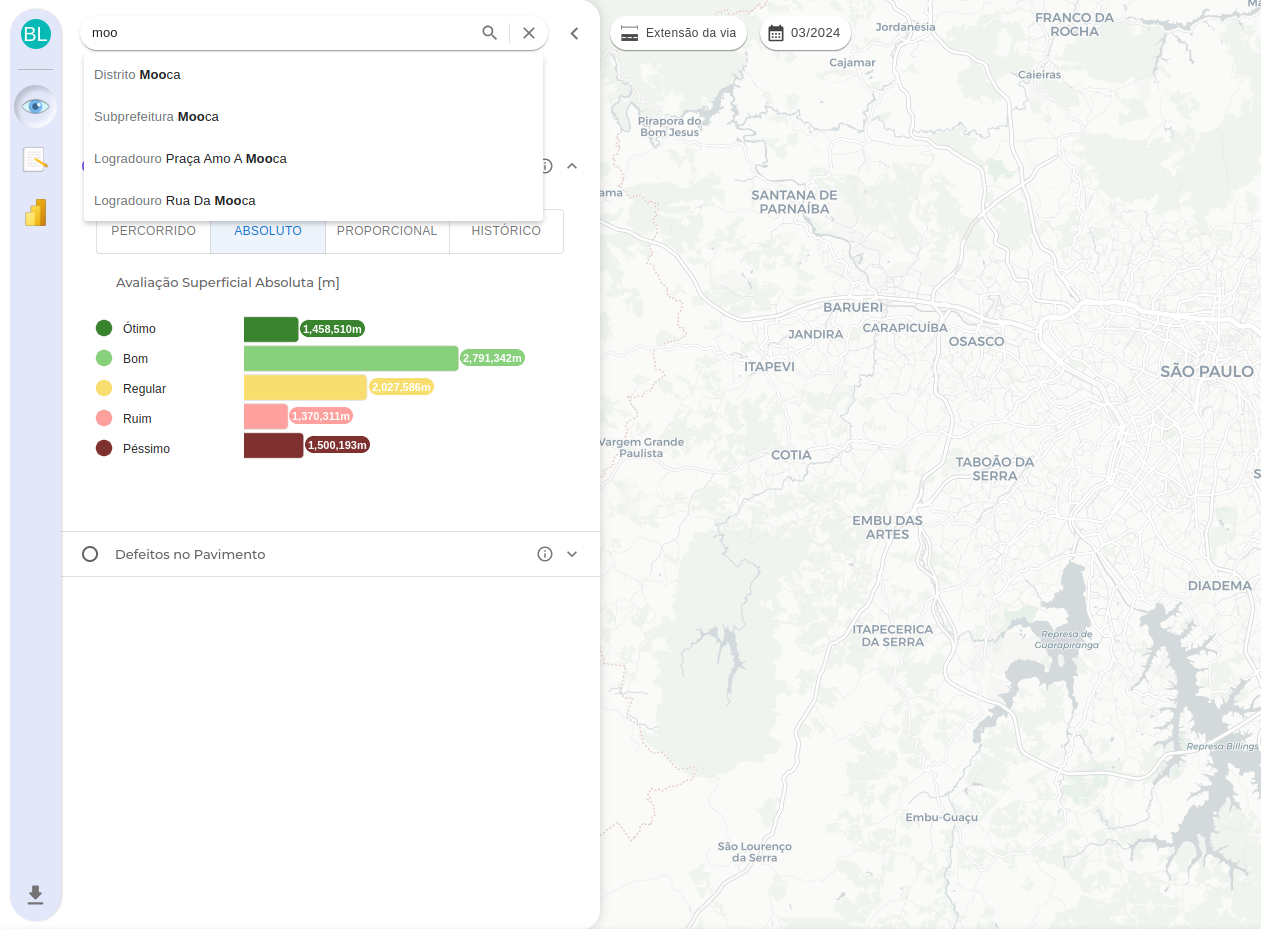 BL
moo
Distrito Mooca
Subprefeitura Mooca
Logradouro Praça Amo A Mooca
Logradouro Rua Da Mooca
PERCORRIDO
ABSOLUTO
PROPORCIONAL
HISTÓRICO
Avaliação Superficial Absoluta [m]
Ótimo
1,458,510m
Bom
2,791,342m
Regular
2,027,586m
Ruim
1,370,311m
Péssimo
1,500,193m
Defeitos no Pavimento
Extensão da via
03/2024
Jordanésia
FRANCO DA
ROCHA
Cajamar
Caieiras
Pirapora do
Bom Jesus
SANTANA DE
PARNAÍBA
BARUERI
JANDIRA
CARAPICUÍBA
OSASCO
ITAPEVI
SÃO PAULO
Vargem Grande
Paulista
COTIA
TABOÃO DA
SERRA
EMBU DAS
ARTES
DIADEMA
ITAPECERICA
DA SERRA
Represa de
Guarapiranga
Represa Billings
Embu-Guaçu
São Lourenço
da Serra